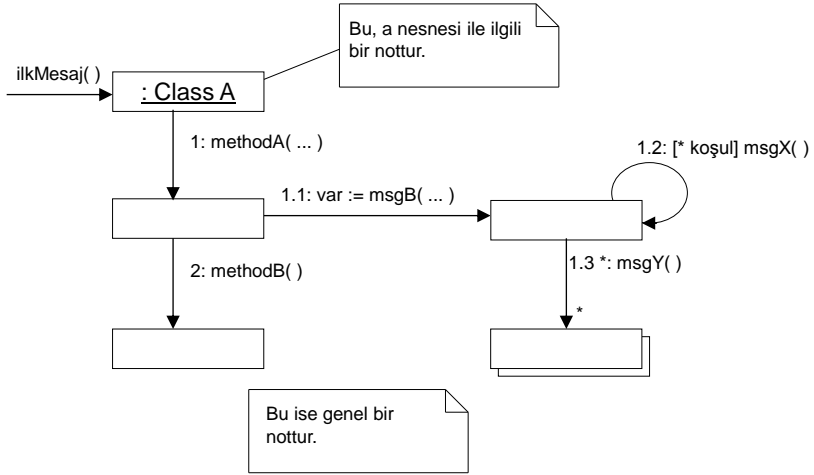 Bu, a nesnesi ile ilgili
bir nottur.
ilkMesaj( )
: Class A
1: methodA( ... )
1.2: [* koşul] msgX( )
1.1: var := msgB( ... )
2: methodB( )
1.3 *: msgY( )
*
Bu ise genel bir
nottur.